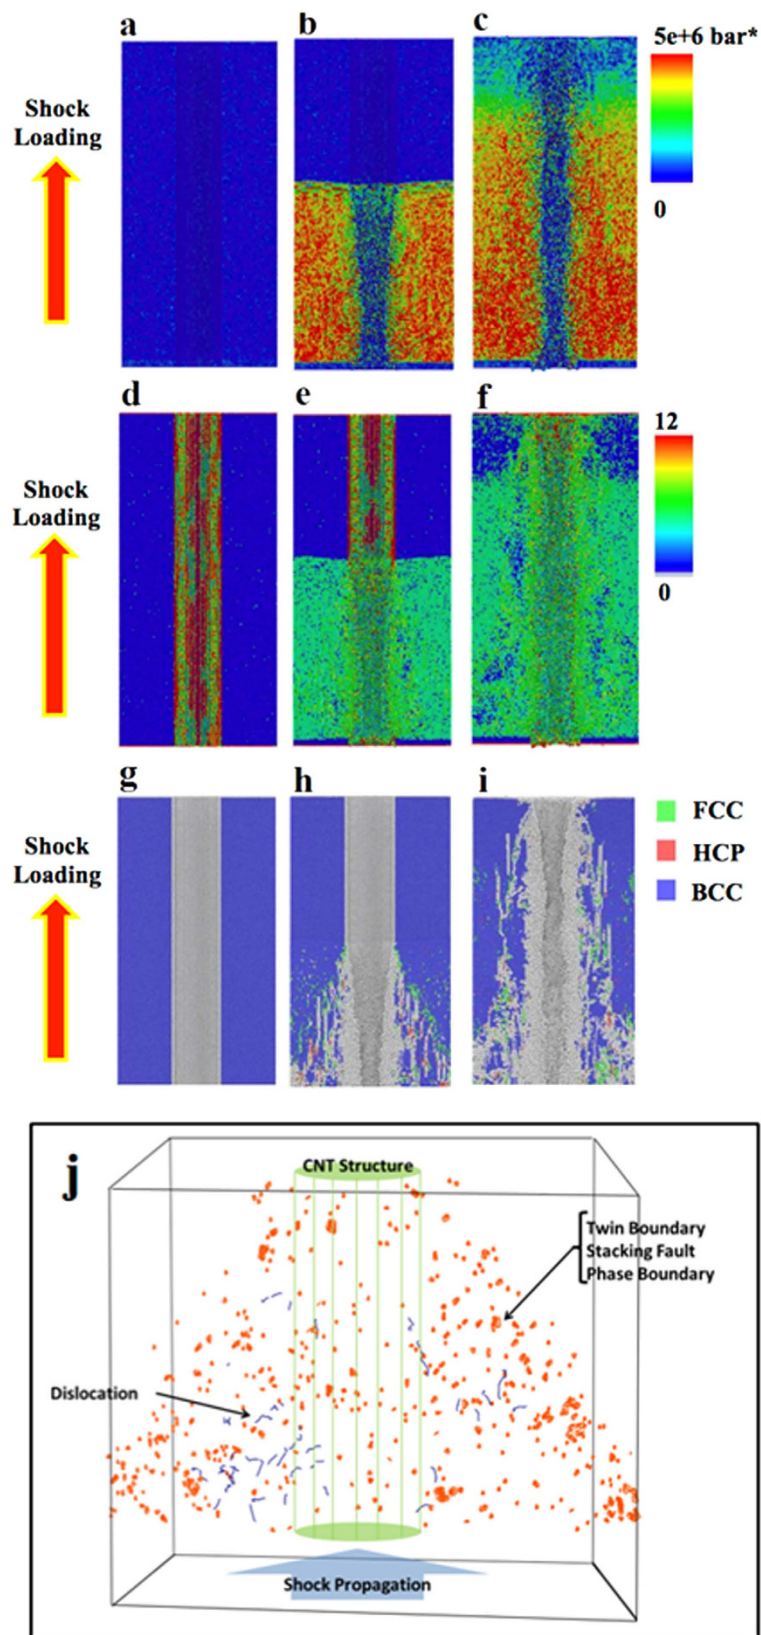 a
b
c
5e+6 bar*
Shock
Loading
0
d
e
f
12
Shock
Loading
0
g
h
i
FCC
Shock
Loading
HCP
BCC
j
CNT Structure
Twin Boundary
Stacking Fault
Phase Boundary
Dislocation
Shock Propagation